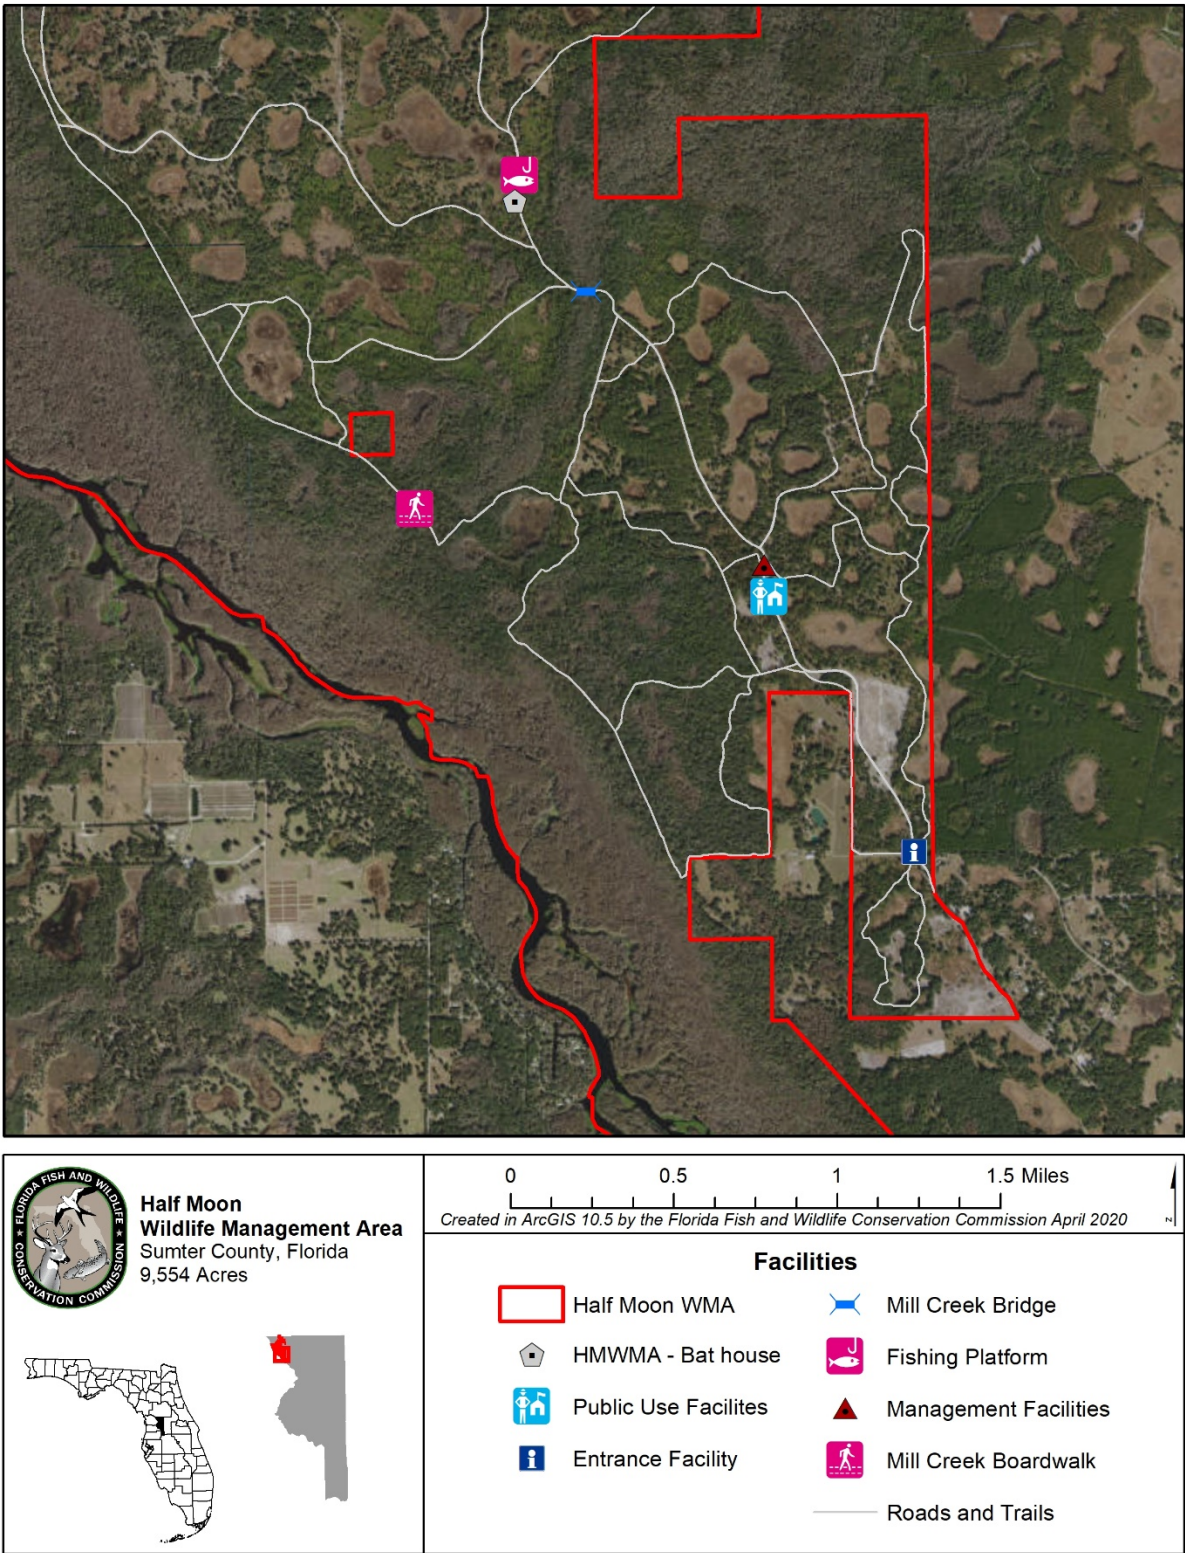 FLORIDA FISH AND WILDLIFE
CONSERVATION COMMISSION
Half Moon
Wildlife Management Area
Sumter County, Florida
9,554 Acres
0 0.5 1 1.5 Miles
Created in ArcGIS 10.5 by the Florida Fish and Wildlife Conservation Commission April 2020
z
Facilities
Half Moon WMA
Mill Creek Bridge
HMWMA - Bat house
Fishing Platform
Public Use Facilites
Management Facilities
Entrance Facility
Mill Creek Boardwalk
Roads and Trails